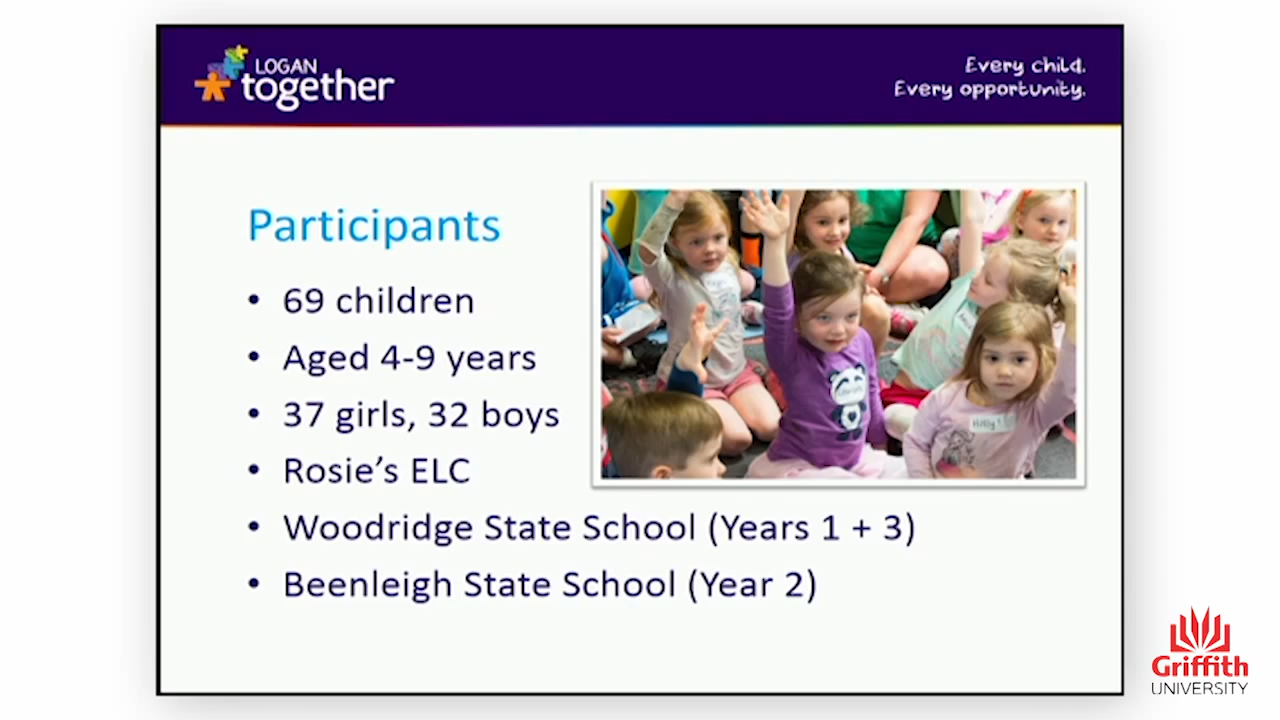 LOGAN
together
Every child.
Every opportunity.
Participants
• 69 children
• Aged 4-9 years
• 37 girls, 32 boys
• Rosie's ELC
• Woodridge State School (Years 1 + 3)
• Beenleigh State School (Year 2)
Griffith
UNIVERSITY